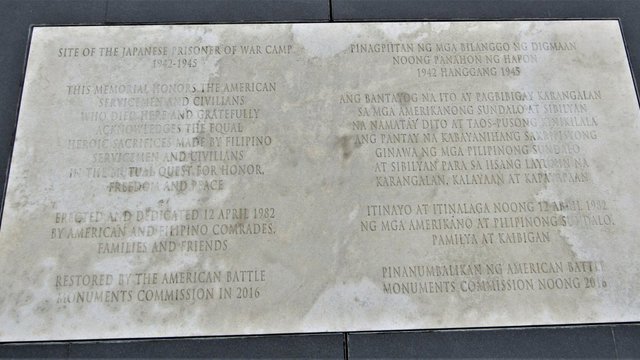 SITE OF THE JAPANESE PRISONER OF WAR CAMP
1942-1945
THIS MEMORIAL HONORS THE AMERICAN
SERVICEMEN AND CIVILIANS
WHO DIED HERE AND GRATEFULLY
ACKNOWLEDGES THE EQUAL
HEROIC SACRIFICES MADE BY FILIPINO
SERVICEMEN AND CIVILIANS
IN THE MUTUAL QUEST FOR HONOR,
FREEDOM AND PEACE
ERECTED AND DEDICATED 12 APRIL 1982
BY AMERICAN AND FILIPINO COMRADES,
FAMILIES AND FRIENDS
RESTORED BY THE AMERICAN BATTLE
MONUMENTS COMMISSION IN 2016
PINAGPIITAN NG MGA BILANGGO NG DIGMAAN
NOONG PANAHON NG HAPON
1942 HANGGANG 1945
ANG BANTAYOG NA ITO AY PAGBIBIGAY KARANGALAN
SA MGA AMERIKANONG SUNDALO AT SIBILYAN
NA NAMATAY DITO AT TAOS-PUSONG KINIKILALA
ANG PANTAY NA KABAYANIHANG SAKRIPISYONG
GINAWA NG MGA PILIPINONG SUNDALO
AT SIBILYAN PARA SA IISANG LAYUNIN NA
KARANGALAN, KALAYAAN AT KAPAYAPAAN
ITINAYO AT ITINALAGA NOONG 12 APRIL 1982
NG MGA AMERIKANO AT PILIPINONG SUNDALO,
PAMILYA AT KAIBIGAN
PINANUMBALIKAN NG AMERICAN BATTLE
MONUMENTS COMMISSION NOONG 2016